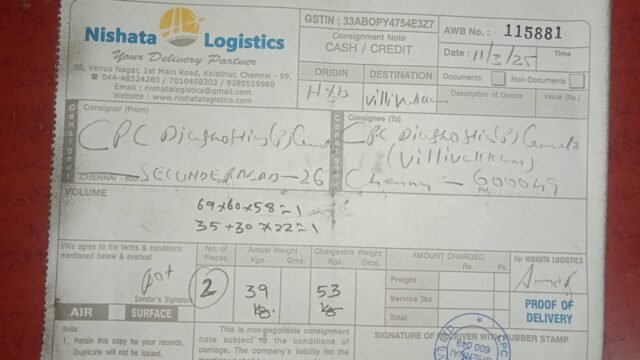 Nishata Logistics
Your Delivery Partner
36, Venus Nagar, 1st Main Road, Kolathur, Chennai - 99.
☎ 044-48524280 / 7010458303 / 9380559960
Email : nishatalogistics@gmail.com
Website : www.nishatalogistics.com
GSTIN : 33ABOPY4754E3Z7
Consignment Note
CASH / CREDIT
AWB No. : 115881
Date : 11/3/25 Time
ORIGIN DESTINATION
HYD Villivakkam
Documents Non-Documents
Description of Goods Value (Rs.)
Consignor
Consignor (From)
CPC Diagnostics (P)
CHENNAI - 600 SECUNDERABAD - 26
PH.
Consignee
Consignee (To)
CPC Diagnostics (P)
(Villivakkam)
Chennai - 600049
PH.
VOLUME
69×60×58=1
35+30×22=1
I/We agree to the terms & conditions
mentioned below & overleaf
Sender's Signature
No. of Pieces
2
Actual Weight
Kgs. Gms.
39
kg.
Chargeable Weight
Kgs. Gms.
53
kg
AMOUNT CHARGED
Rs. Ps.
Freight
Service Tax
Total
For NISHATA LOGISTICS
PROOF OF
DELIVERY
AIR SURFACE
Note :
1. Retain this copy for your records.
Duplicate will not be issued.
This is non-negotiable consignment
note subject to the conditions of
carriage. The company's liability for the
SIGNATURE OF RECEIVER WITH RUBBER STAMP
CPC
CHENNAI
600 049